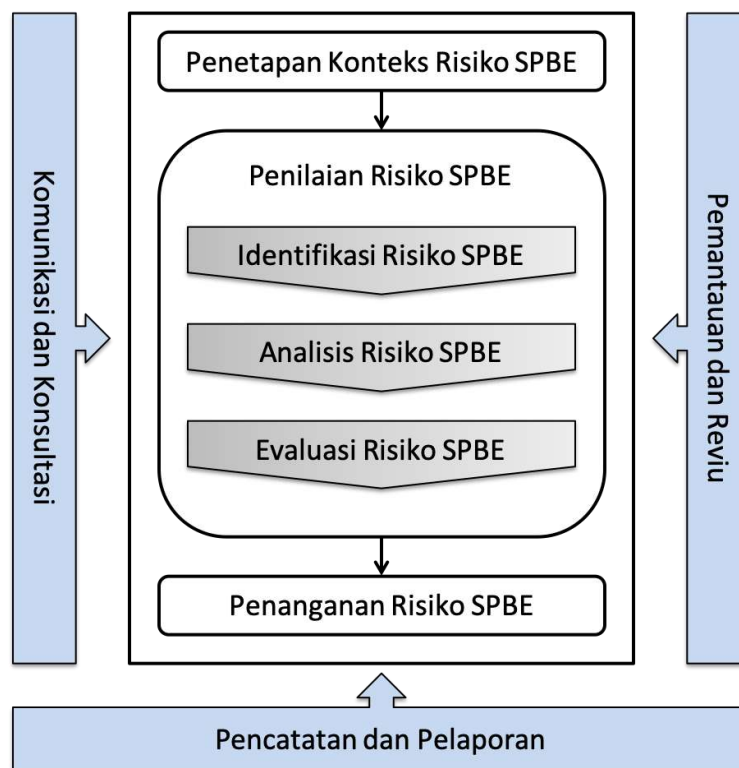 Penetapan Konteks Risiko SPBE
Penilaian Risiko SPBE
Identifikasi Risiko SPBE
Analisis Risiko SPBE
Evaluasi Risiko SPBE
Penanganan Risiko SPBE
Komunikasi dan Konsultasi
Pemantauan dan Reviu
Pencatatan dan Pelaporan